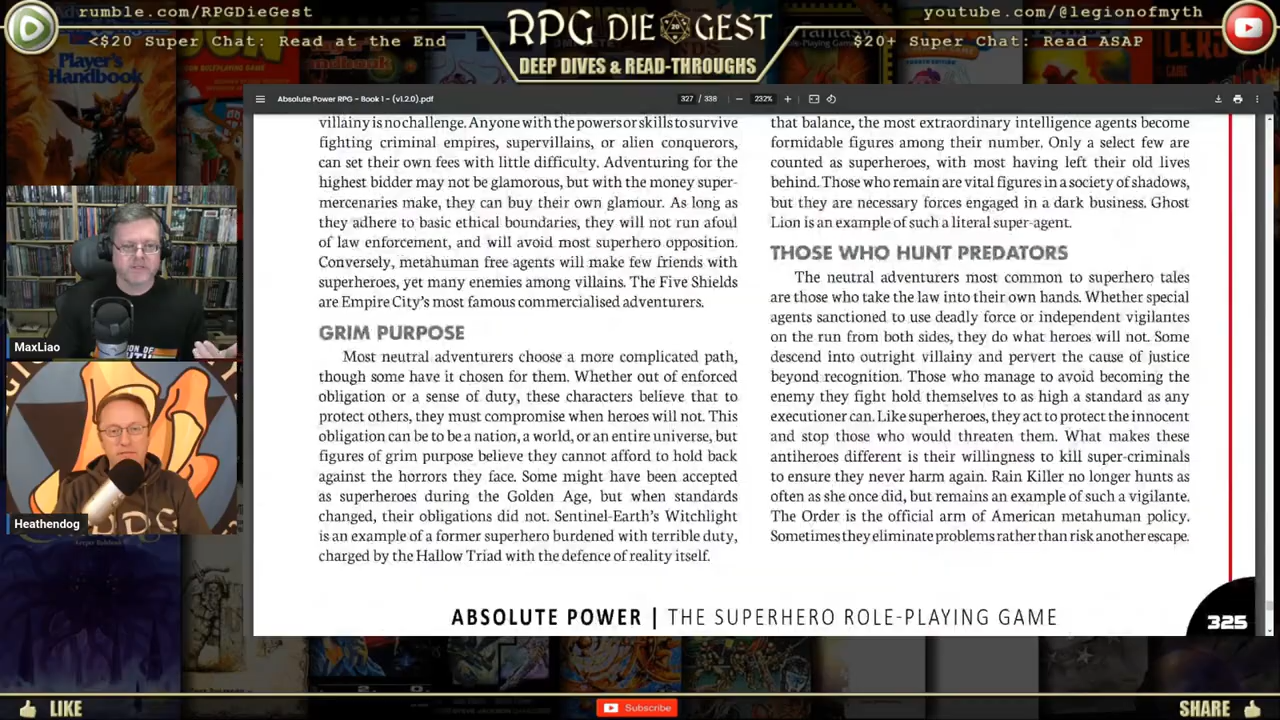 rumble.com/RPGDieGest
<$20 Super Chat: Read at the End
RPG DIE GEST
DEEP DIVES & READ-THROUGHS
youtube.com/@legionofmyth
$20+ Super Chat: Read ASAP
Player's
Handbook
Absolute Power RPG - Book 1 - (v1.2.0).pdf
327 / 338
232%
villainy is no challenge. Anyone with the powers or skills to survive
fighting criminal empires, supervillains, or alien conquerors,
can set their own fees with little difficulty. Adventuring for the
highest bidder may not be glamorous, but with the money super-
mercenaries make, they can buy their own glamour. As long as
they adhere to basic ethical boundaries, they will not run afoul
of law enforcement, and will avoid most superhero opposition.
Conversely, metahuman free agents will make few friends with
superheroes, yet many enemies among villains. The Five Shields
are Empire City's most famous commercialised adventurers.
GRIM PURPOSE
Most neutral adventurers choose a more complicated path,
though some have it chosen for them. Whether out of enforced
obligation or a sense of duty, these characters believe that to
protect others, they must compromise when heroes will not. This
obligation can be to be a nation, a world, or an entire universe, but
figures of grim purpose believe they cannot afford to hold back
against the horrors they face. Some might have been accepted
as superheroes during the Golden Age, but when standards
changed, their obligations did not. Sentinel-Earth's Witchlight
is an example of a former superhero burdened with terrible duty,
charged by the Hallow Triad with the defence of reality itself.
that balance, the most extraordinary intelligence agents become
formidable figures among their number. Only a select few are
counted as superheroes, with most having left their old lives
behind. Those who remain are vital figures in a society of shadows,
but they are necessary forces engaged in a dark business. Ghost
Lion is an example of such a literal super-agent.
THOSE WHO HUNT PREDATORS
The neutral adventurers most common to superhero tales
are those who take the law into their own hands. Whether special
agents sanctioned to use deadly force or independent vigilantes
on the run from both sides, they do what heroes will not. Some
descend into outright villainy and pervert the cause of justice
beyond recognition. Those who manage to avoid becoming the
enemy they fight hold themselves to as high a standard as any
executioner can. Like superheroes, they act to protect the innocent
and stop those who would threaten them. What makes these
antiheroes different is their willingness to kill super-criminals
to ensure they never harm again. Rain Killer no longer hunts as
often as she once did, but remains an example of such a vigilante.
The Order is the official arm of American metahuman policy.
Sometimes they eliminate problems rather than risk another escape.
ABSOLUTE POWER | THE SUPERHERO ROLE-PLAYING GAME
325
MaxLiao
Heathendog
LIKE
Subscribe
SHARE